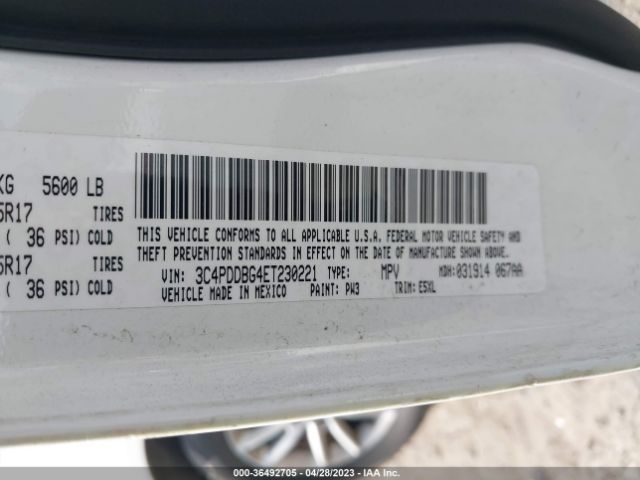 KG 5600 LB
5R17 TIRES
( 36 PSI) COLD
5R17 TIRES
( 36 PSI) COLD
THIS VEHICLE CONFORMS TO ALL APPLICABLE U.S.A. FEDERAL MOTOR VEHICLE SAFETY AND
THEFT PREVENTION STANDARDS IN EFFECT ON THE DATE OF MANUFACTURE SHOWN ABOVE.
VIN: 3C4PDDBG4ET230221 TYPE: MPV MDH:031914 067AA
VEHICLE MADE IN MEXICO PAINT: PW3 TRIM:E5XL
000-36492705 - 04/28/2023 - IAA Inc.